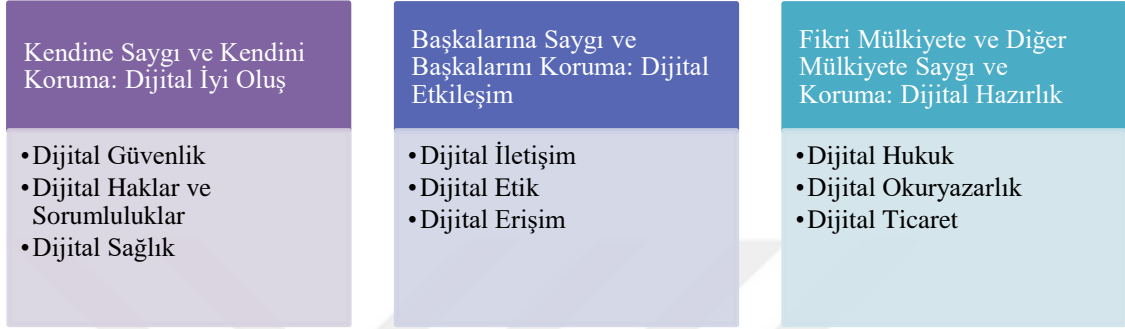 Kendine Saygı ve Kendini
Koruma: Dijital İyi Oluş
•Dijital Güvenlik
•Dijital Haklar ve
Sorumluluklar
•Dijital Sağlık
Başkalarına Saygı ve
Başkalarını Koruma: Dijital
Etkileşim
•Dijital İletişim
•Dijital Etik
•Dijital Erişim
Fikri Mülkiyete ve Diğer
Mülkiyete Saygı ve
Koruma: Dijital Hazırlık
•Dijital Hukuk
•Dijital Okuryazarlık
•Dijital Ticaret